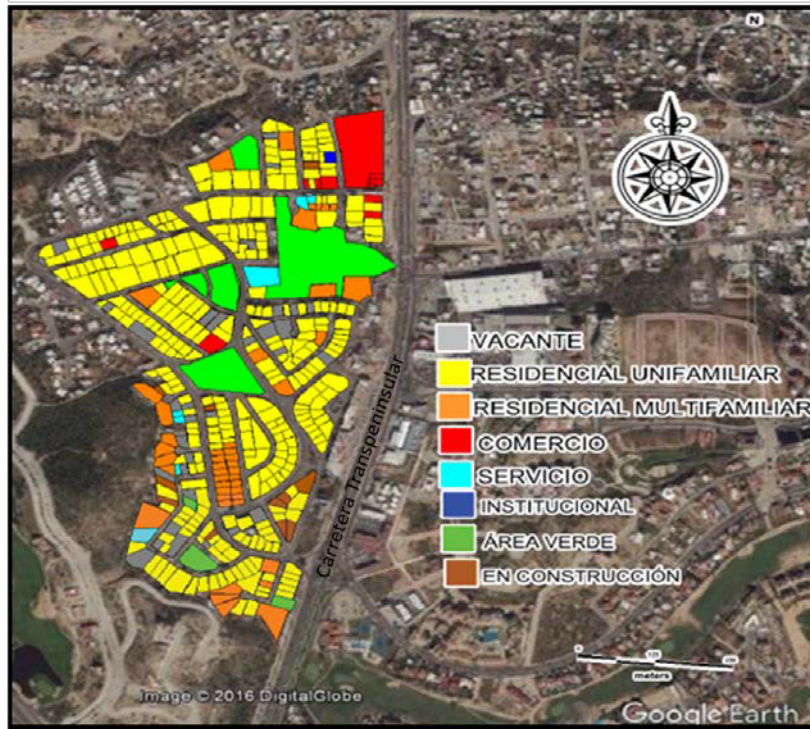 N
VACANTE
RESIDENCIAL UNIFAMILIAR
RESIDENCIAL MULTIFAMILIAR
COMERCIO
SERVICIO
INSTITUCIONAL
ÁREA VERDE
EN CONSTRUCCIÓN
Carretera Transpeninsular
meters
Image © 2016 DigitalGlobe
Google Earth